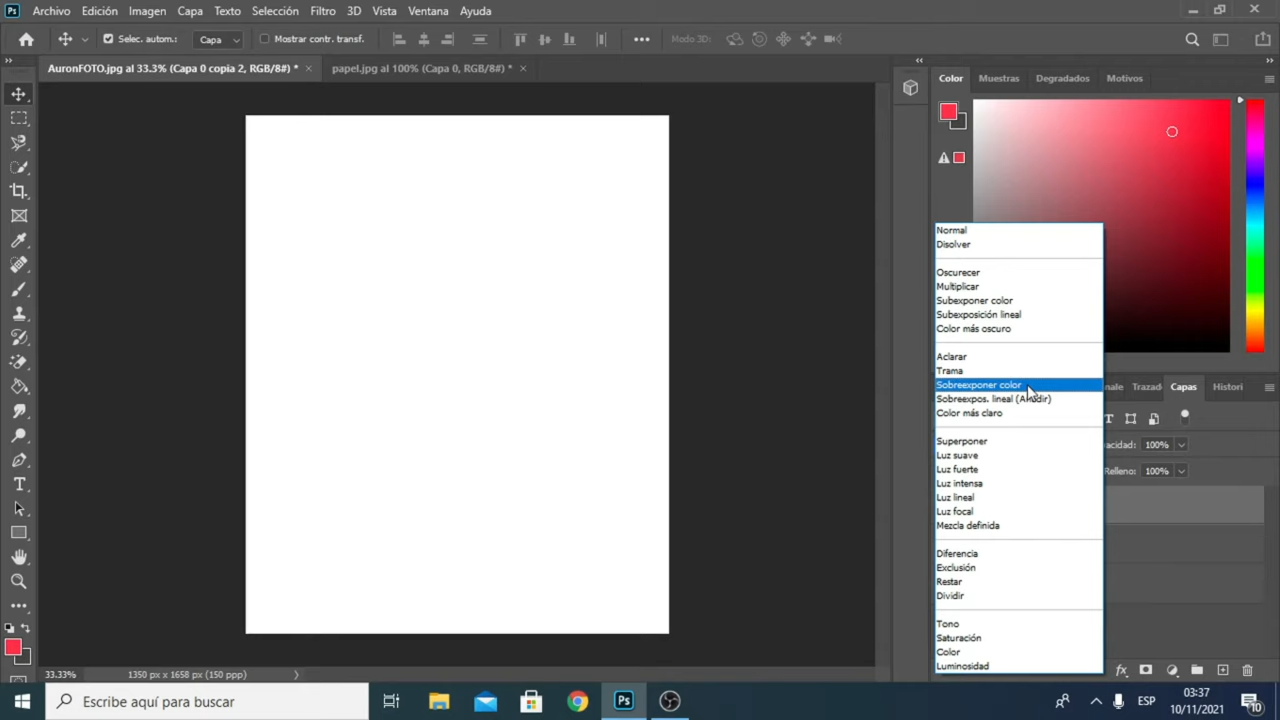 Ps Archivo Edición Imagen Capa Texto Selección Filtro 3D Vista Ventana Ayuda
Selec. autom.: Capa Mostrar contr. transf. Modo 3D:
AuronFOTO.jpg al 33.3% (Capa 0 copia 2, RGB/8#) * papel.jpg al 100% (Capa 0, RGB/8#) *
Color Muestras Degradados Motivos
Normal
Disolver
Oscurecer
Multiplicar
Subexponer color
Subexposición lineal
Color más oscuro
Aclarar
Trama
Sobreexponer color
Sobreexpos. lineal (Añadir)
Color más claro
Superponer
Luz suave
Luz fuerte
Luz intensa
Luz lineal
Luz focal
Mezcla definida
Diferencia
Exclusión
Restar
Dividir
Tono
Saturación
Color
Luminosidad
nale Trazad Capas Histori
T
acidad: 100%
Relleno: 100%
T
fx
33.33% 1350 px x 1658 px (150 ppp)
Escribe aquí para buscar
Ps
ESP
03:37
10/11/2021
10